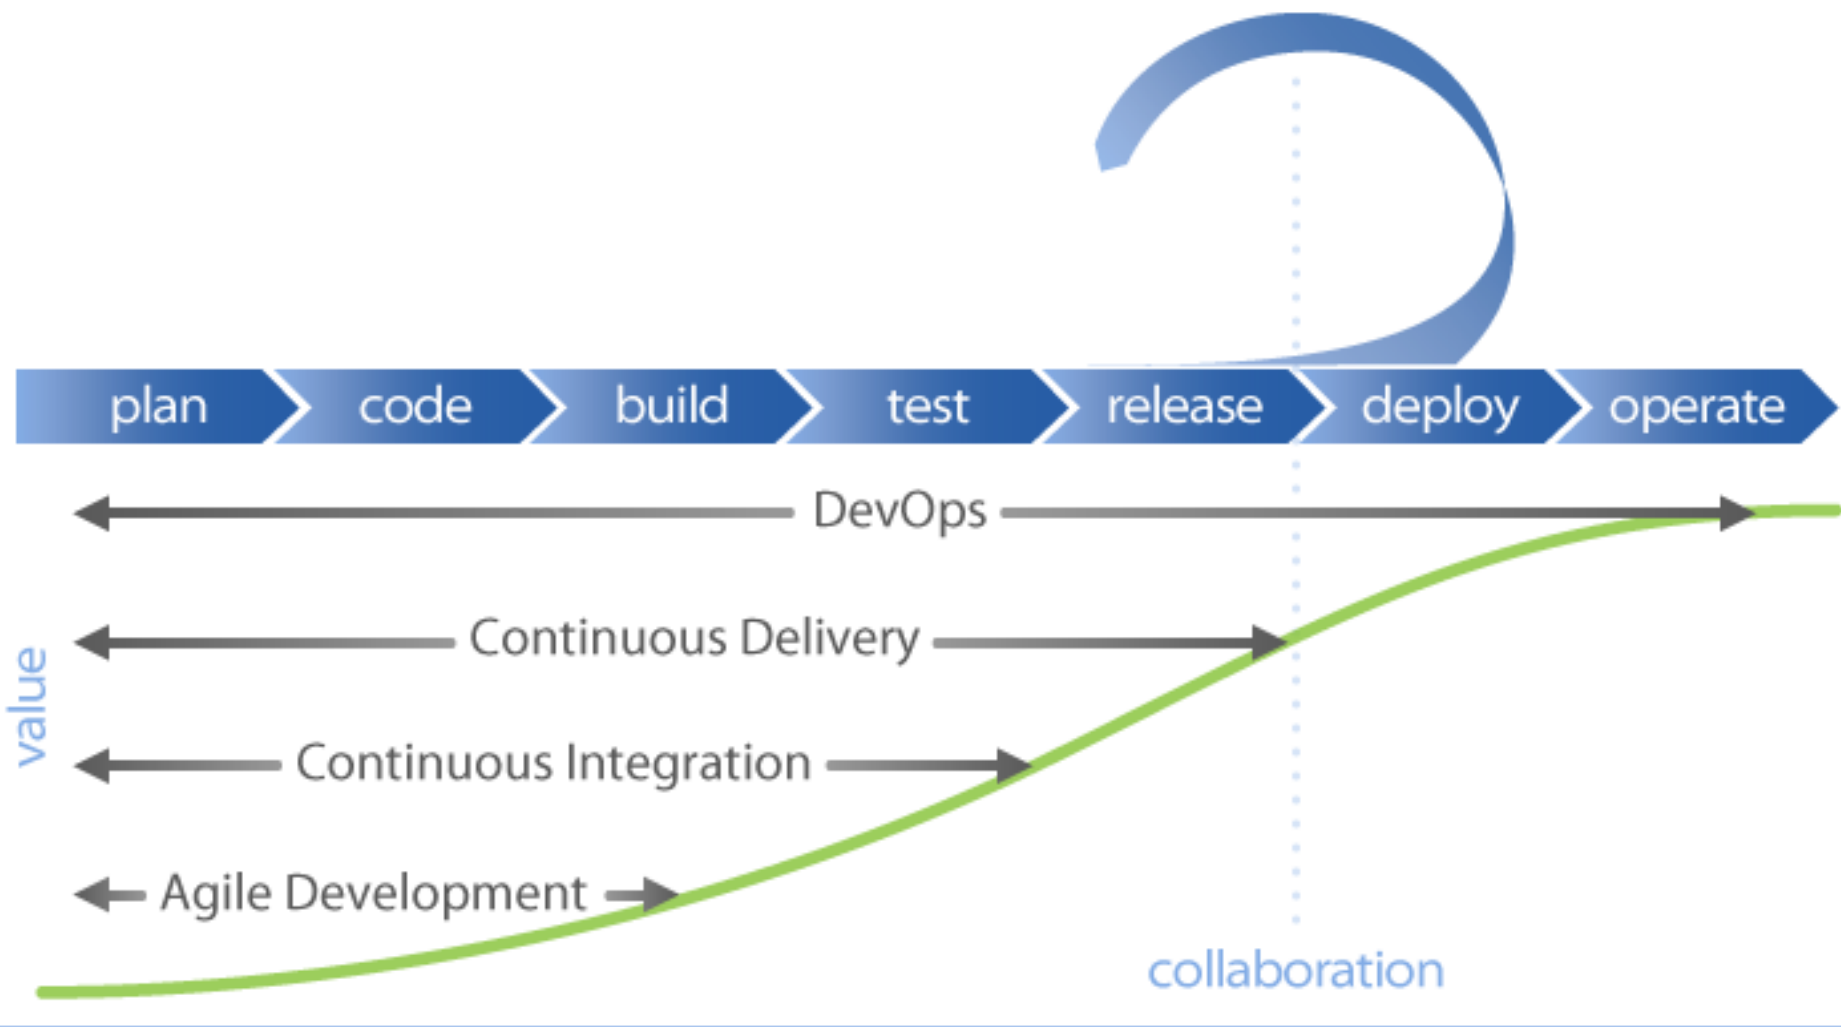 plan
code
build
test
release
deploy
operate
DevOps
Continuous Delivery
Continuous Integration
Agile Development
value
collaboration